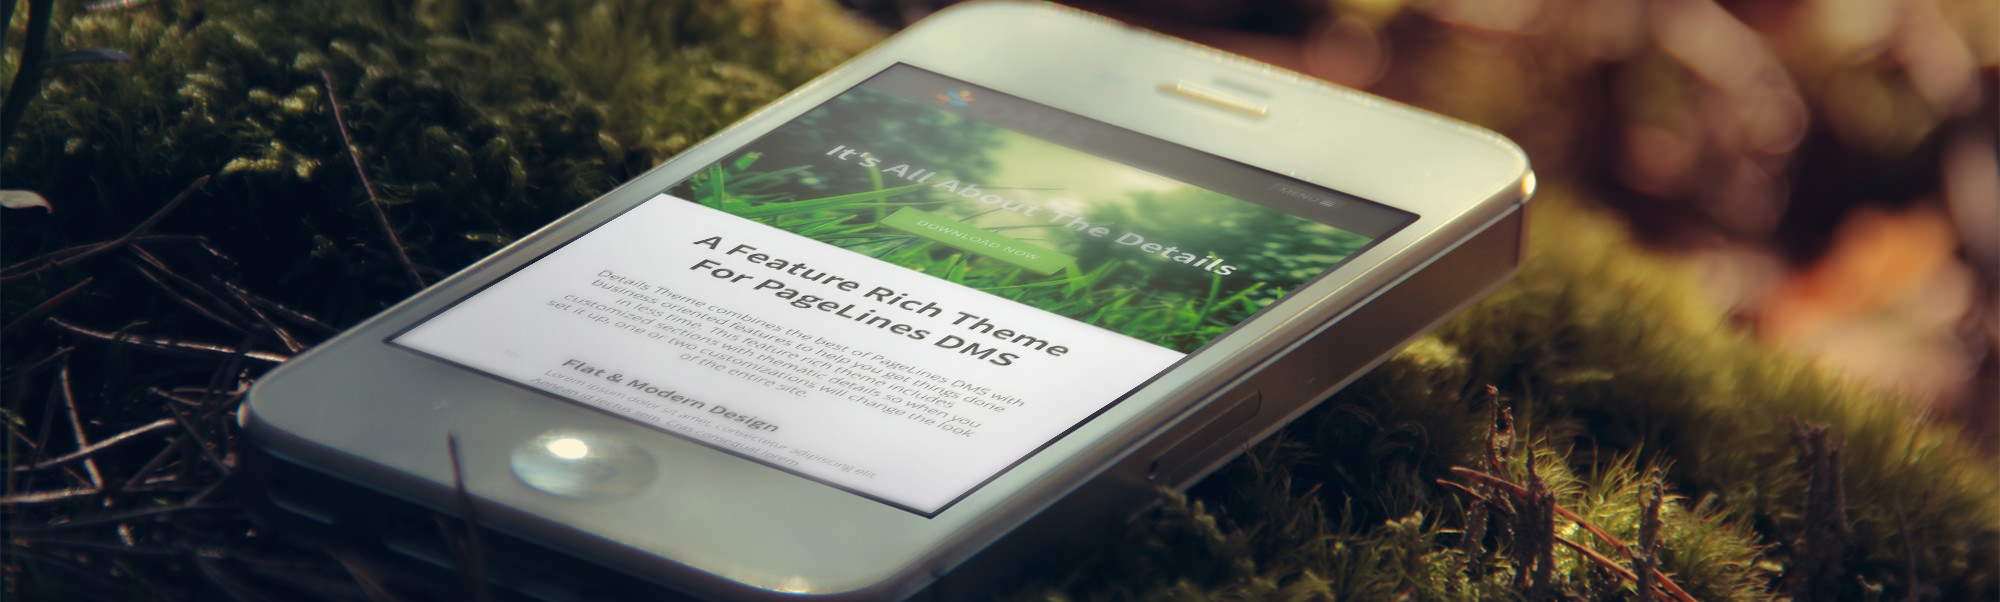 MENU
It's All About The Details
DOWNLOAD NOW
A Feature Rich Theme
For PageLines DMS
Details Theme combines the best of PageLines DMS with
business oriented features to help you get things done
in less time. This feature rich theme includes
customized sections with thematic details so when you
set it up, one or two customizations will change the look
of the entire site.
Flat & Modern Design
Lorem ipsum dolor sit amet, consectetur adipiscing elit.
Aenean id lectus sem. Cras consequat lorem